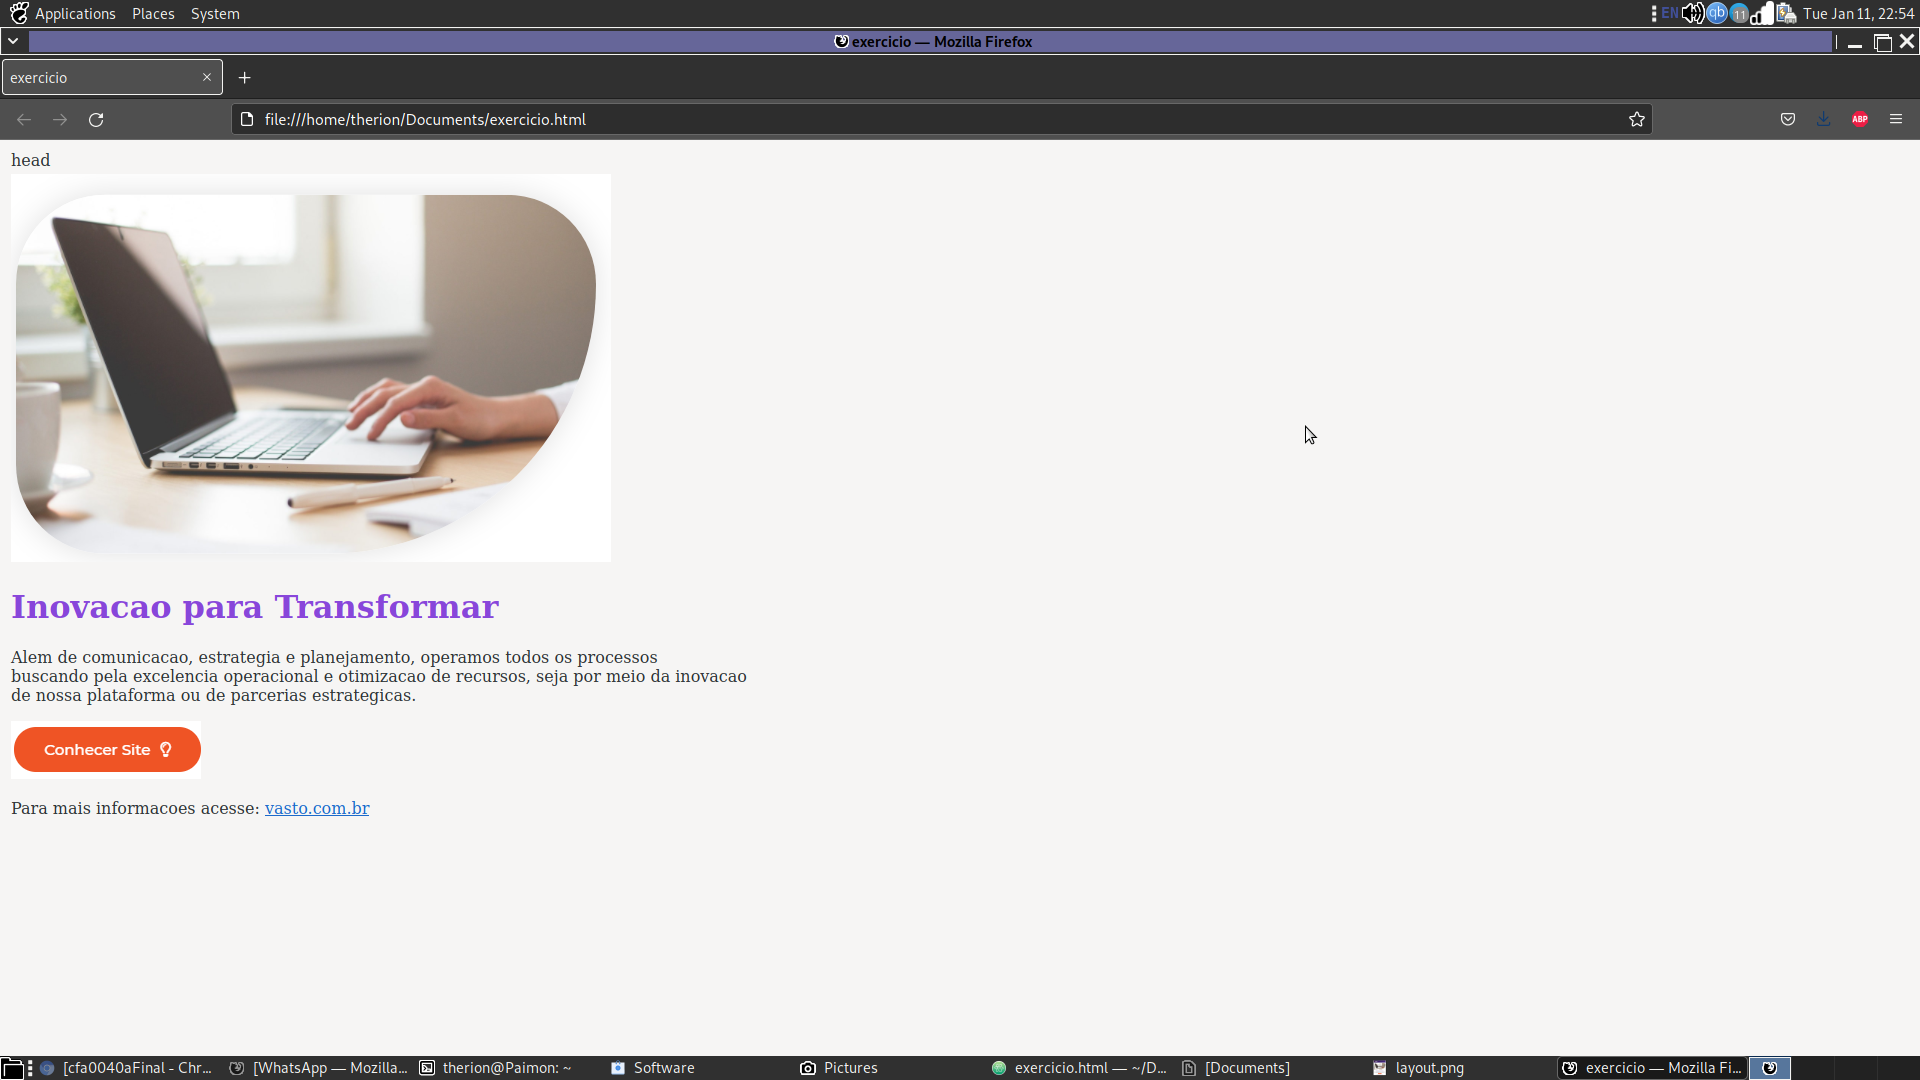 Applications Places System EN qb 11 Tue Jan 11, 22:54
exercicio — Mozilla Firefox
exercicio
file:///home/therion/Documents/exercicio.html ABP
head
Inovacao para Transformar
Alem de comunicacao, estrategia e planejamento, operamos todos os processos
buscando pela excelencia operacional e otimizacao de recursos, seja por meio da inovacao
de nossa plataforma ou de parcerias estrategicas.
Conhecer Site
Para mais informacoes acesse: vasto.com.br
[cfa0040aFinal - Chr... [WhatsApp — Mozilla... therion@Paimon: ~ Software Pictures exercicio.html — ~/D... [Documents] layout.png exercicio — Mozilla Fi...